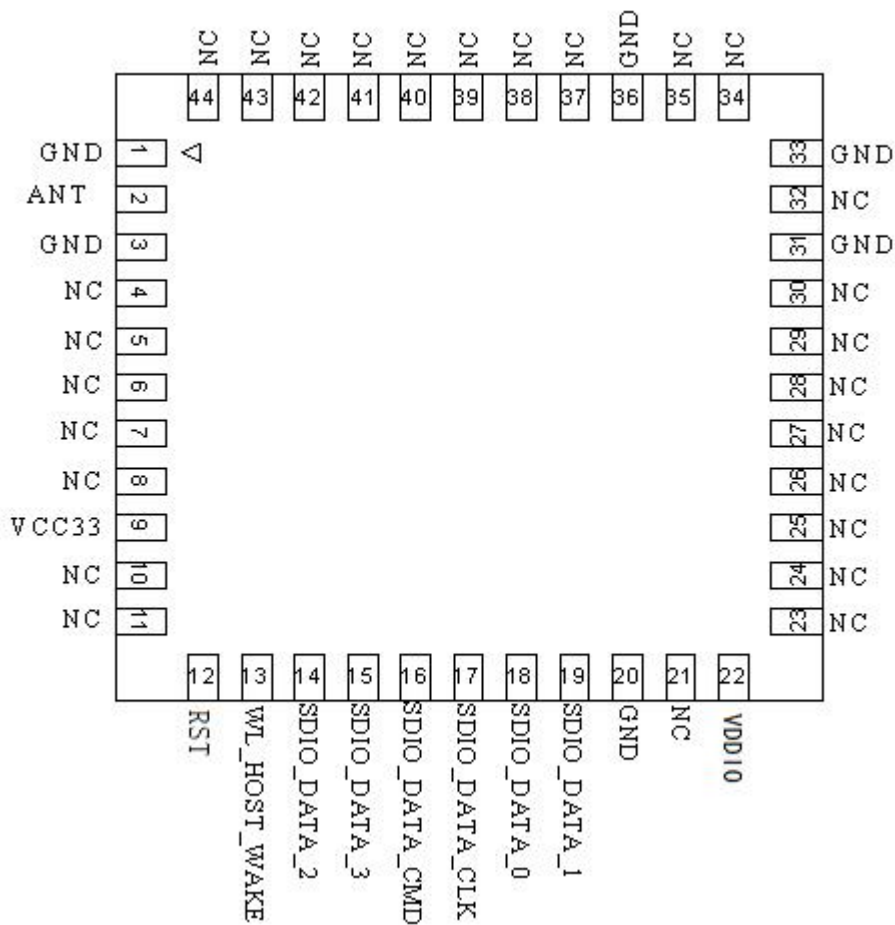 NC NC NC NC NC NC NC NC GND NC NC
44 43 42 41 40 39 38 37 36 35 34
GND 1 33 GND
ANT 2 32 NC
GND 3 31 GND
NC 4 30 NC
NC 5 29 NC
NC 6 28 NC
NC 7 27 NC
NC 8 26 NC
VCC33 9 25 NC
NC 10 24 NC
NC 11 23 NC
12 13 14 15 16 17 18 19 20 21 22
RST
WL_HOST_WAKE
SDIO_DATA_2
SDIO_DATA_3
SDIO_DATA_CMD
SDIO_DATA_CLK
SDIO_DATA_0
SDIO_DATA_1
GND
NC
VDDIO